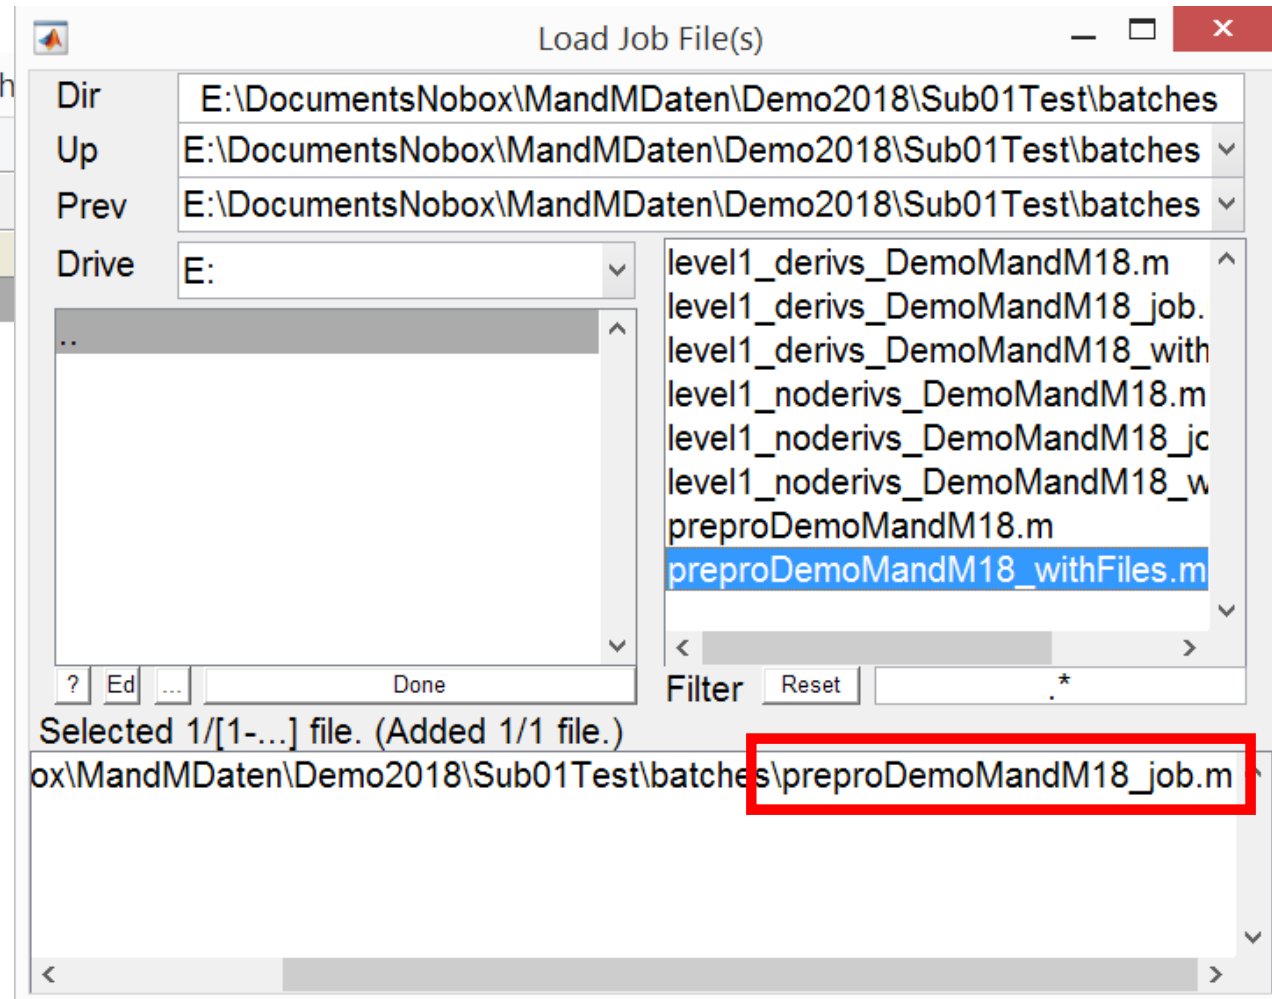 Load Job File(s)
h
Dir E:\DocumentsNobox\MandMDaten\Demo2018\Sub01Test\batches
Up E:\DocumentsNobox\MandMDaten\Demo2018\Sub01Test\batches
Prev E:\DocumentsNobox\MandMDaten\Demo2018\Sub01Test\batches
Drive E:
..
level1_derivs_DemoMandM18.m
level1_derivs_DemoMandM18_job.
level1_derivs_DemoMandM18_with
level1_noderivs_DemoMandM18.m
level1_noderivs_DemoMandM18_jo
level1_noderivs_DemoMandM18_w
preproDemoMandM18.m
preproDemoMandM18_withFiles.m
? Ed ... Done
Filter Reset .*
Selected 1/[1-...] file. (Added 1/1 file.)
ox\MandMDaten\Demo2018\Sub01Test\batches\preproDemoMandM18_job.m